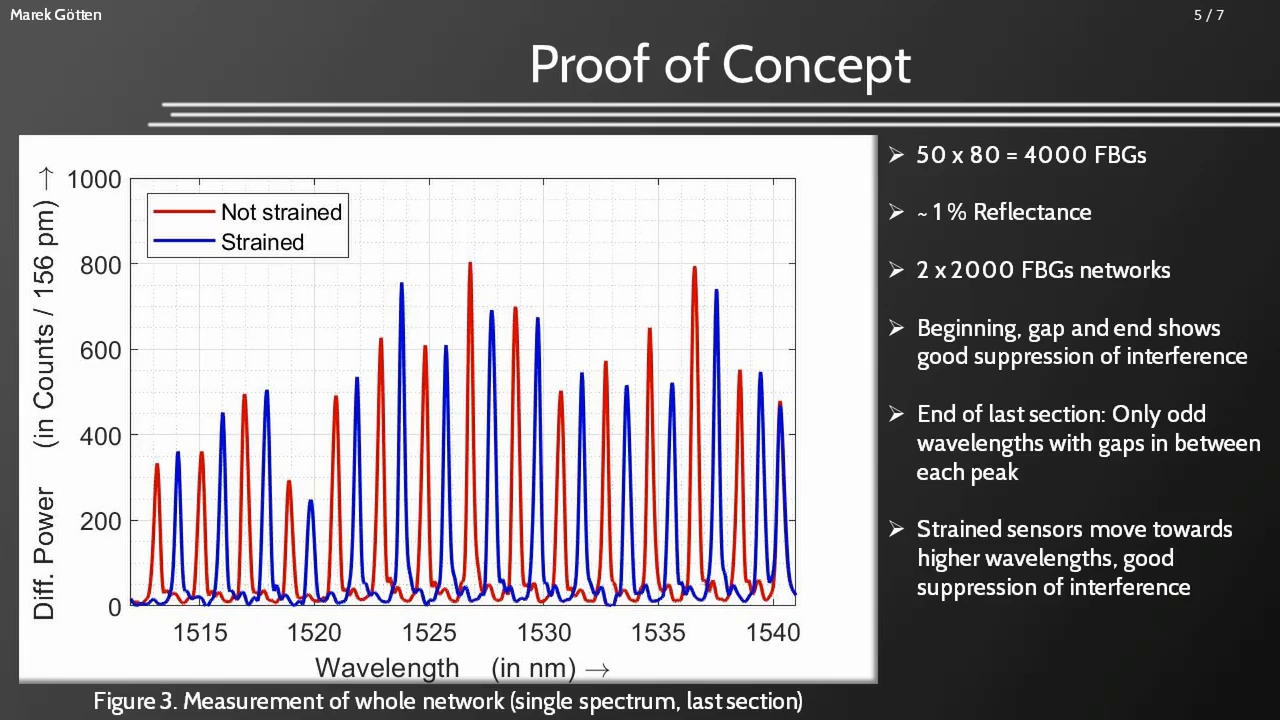 Marek Götten
5 / 7
Proof of Concept
Diff. Power (in Counts / 156 pm) →
1000
800
600
400
200
0
Not strained
Strained
1515 1520 1525 1530 1535 1540
Wavelength (in nm) →
Figure 3. Measurement of whole network (single spectrum, last section)
➢ 50 x 80 = 4000 FBGs
➢ ~ 1 % Reflectance
➢ 2 x 2000 FBGs networks
➢ Beginning, gap and end shows
good suppression of interference
➢ End of last section: Only odd
wavelengths with gaps in between
each peak
➢ Strained sensors move towards
higher wavelengths, good
suppression of interference